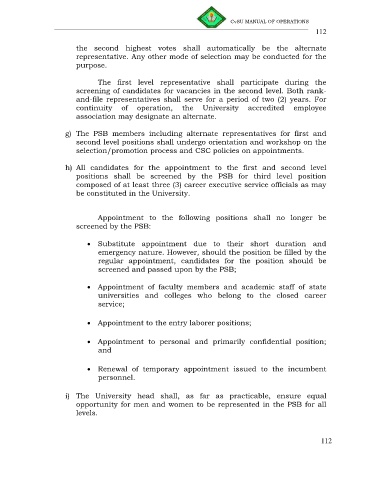 CvSU MANUAL OF OPERATIONS
112
the second highest votes shall automatically be the alternate
representative. Any other mode of selection may be conducted for the
purpose.
The first level representative shall participate during the
screening of candidates for vacancies in the second level. Both rank-
and-file representatives shall serve for a period of two (2) years. For
continuity of operation, the University accredited employee
association may designate an alternate.
g) The PSB members including alternate representatives for first and
second level positions shall undergo orientation and workshop on the
selection/promotion process and CSC policies on appointments.
h) All candidates for the appointment to the first and second level
positions shall be screened by the PSB for third level position
composed of at least three (3) career executive service officials as may
be constituted in the University.
Appointment to the following positions shall no longer be
screened by the PSB:
• Substitute appointment due to their short duration and
emergency nature. However, should the position be filled by the
regular appointment, candidates for the position should be
screened and passed upon by the PSB;
• Appointment of faculty members and academic staff of state
universities and colleges who belong to the closed career
service;
• Appointment to the entry laborer positions;
• Appointment to personal and primarily confidential position;
and
• Renewal of temporary appointment issued to the incumbent
personnel.
i) The University head shall, as far as practicable, ensure equal
opportunity for men and women to be represented in the PSB for all
levels.
112